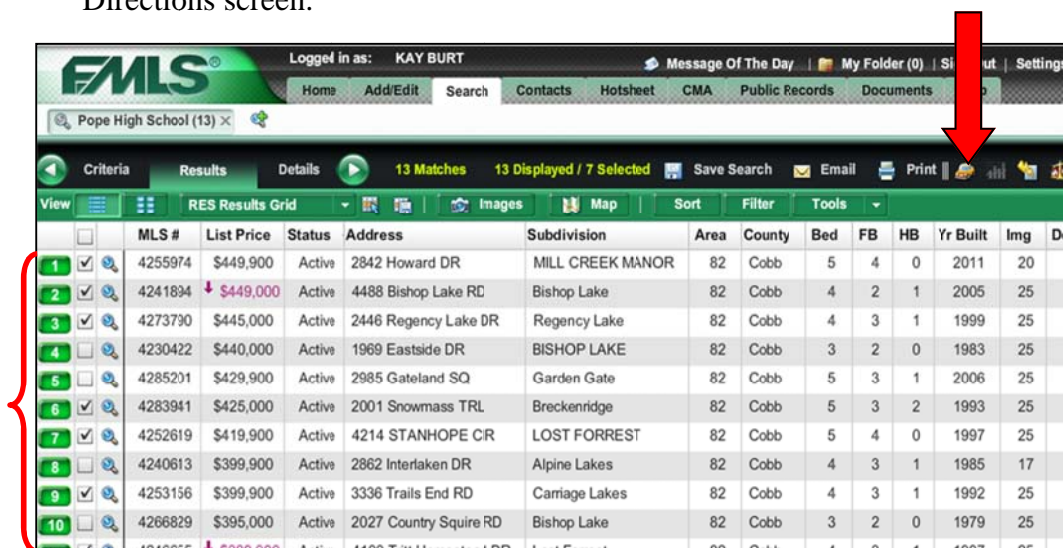 Directions screen.
FMLS®
Logged in as: KAY BURT
Message Of The Day | My Folder (0) | Settings
Home Add/Edit Search Contacts Hotsheet CMA Public Records Documents
Pope High School (13) ×
Criteria Results Details 13 Matches 13 Displayed / 7 Selected Save Search Email Print
View RES Results Grid Images Map Sort Filter Tools
MLS # List Price Status Address Subdivision Area County Bed FB HB Yr Built Img
1 4255974 $449,900 Active 2842 Howard DR MILL CREEK MANOR 82 Cobb 5 4 0 2011 20
2 4241894 $449,000 Active 4488 Bishop Lake RD Bishop Lake 82 Cobb 4 2 1 2005 25
3 4273790 $445,000 Active 2446 Regency Lake DR Regency Lake 82 Cobb 4 3 1 1999 25
4 4230422 $440,000 Active 1969 Eastside DR BISHOP LAKE 82 Cobb 3 2 0 1983 25
5 4285201 $429,900 Active 2985 Gateland SQ Garden Gate 82 Cobb 5 3 1 2006 25
6 4283941 $425,000 Active 2001 Snowmass TRL Breckenridge 82 Cobb 5 3 2 1993 25
7 4252619 $419,900 Active 4214 STANHOPE CIR LOST FORREST 82 Cobb 5 4 0 1997 25
8 4240613 $399,900 Active 2862 Interlaken DR Alpine Lakes 82 Cobb 4 3 1 1985 17
9 4253156 $399,900 Active 3336 Trails End RD Carriage Lakes 82 Cobb 4 3 1 1992 25
10 4266829 $395,000 Active 2027 Country Squire RD Bishop Lake 82 Cobb 3 2 0 1979 25